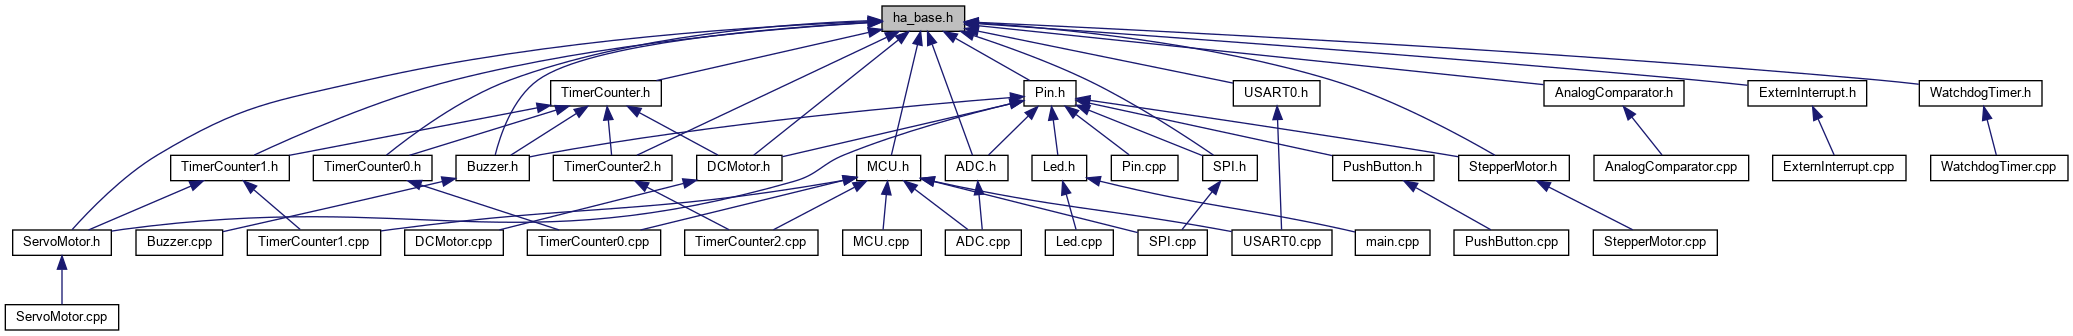 ha_base.h
TimerCounter.h
Pin.h
USART0.h
AnalogComparator.h
ExternInterrupt.h
WatchdogTimer.h
TimerCounter1.h
TimerCounter0.h
Buzzer.h
TimerCounter2.h
DCMotor.h
MCU.h
ADC.h
Led.h
Pin.cpp
SPI.h
PushButton.h
StepperMotor.h
AnalogComparator.cpp
ExternInterrupt.cpp
WatchdogTimer.cpp
ServoMotor.h
Buzzer.cpp
TimerCounter1.cpp
DCMotor.cpp
TimerCounter0.cpp
TimerCounter2.cpp
MCU.cpp
ADC.cpp
Led.cpp
SPI.cpp
USART0.cpp
main.cpp
PushButton.cpp
StepperMotor.cpp
ServoMotor.cpp